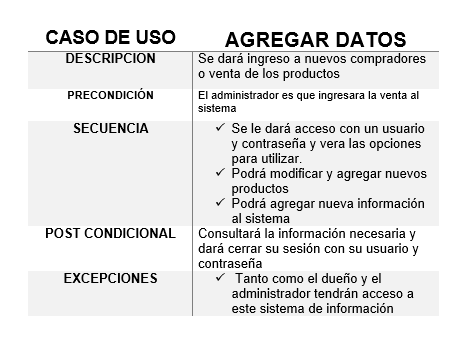 CASO DE USO AGREGAR DATOS
DESCRIPCION Se dará ingreso a nuevos compradores
o venta de los productos
PRECONDICIÓN El administrador es que ingresara la venta al
sistema
SECUENCIA ✓ Se le dará acceso con un usuario
y contraseña y vera las opciones
para utilizar.
✓ Podrá modificar y agregar nuevos
productos
✓ Podrá agregar nueva información
al sistema
POST CONDICIONAL Consultará la información necesaria y
dará cerrar su sesión con su usuario y
contraseña
EXCEPCIONES ✓ Tanto como el dueño y el
administrador tendrán acceso a
este sistema de información